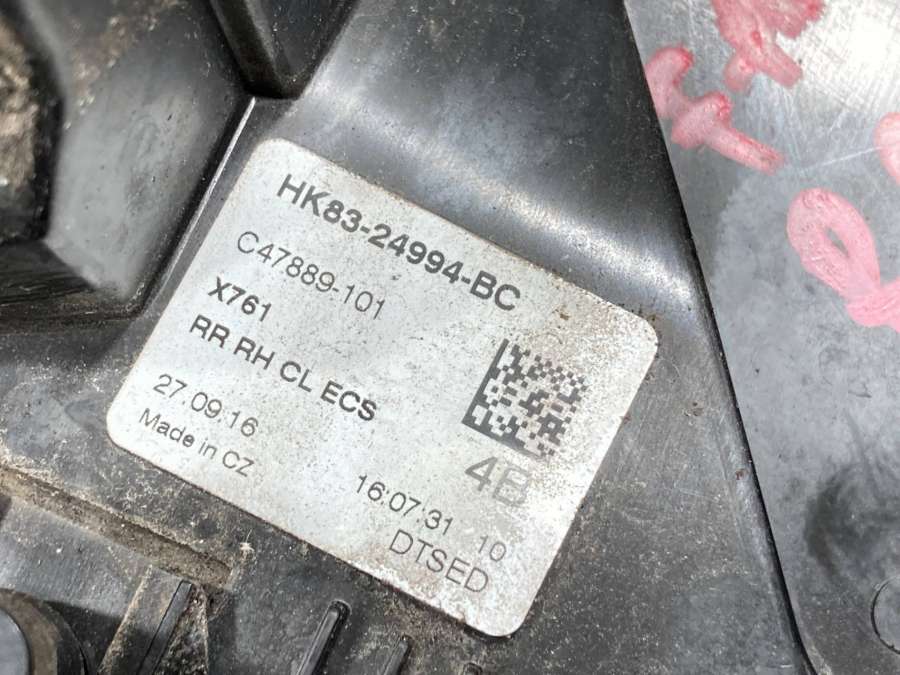 HK83-24994-BC
C47889-101
X761
RR RH CL ECS
27.09.16
Made in CZ
4B
16:07:31 10
DTSED